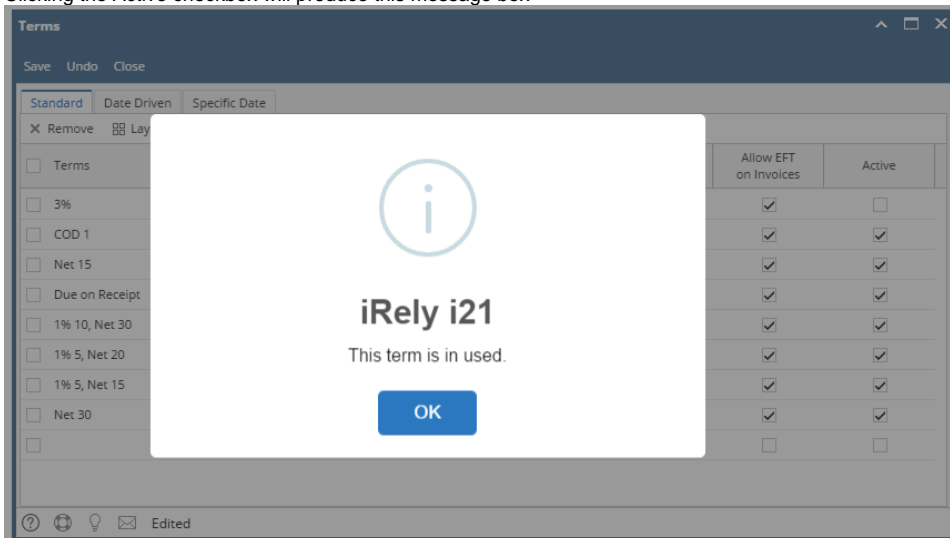 Clicking the Active checkbox will produce this message box
Terms
Save Undo Close
Standard Date Driven Specific Date
Remove Lay
Terms
Allow EFT
on Invoices
Active
3%
COD 1
Net 15
Due on Receipt
1% 10, Net 30
1% 5, Net 20
1% 5, Net 15
Net 30
iRely i21
This term is in used.
OK
Edited